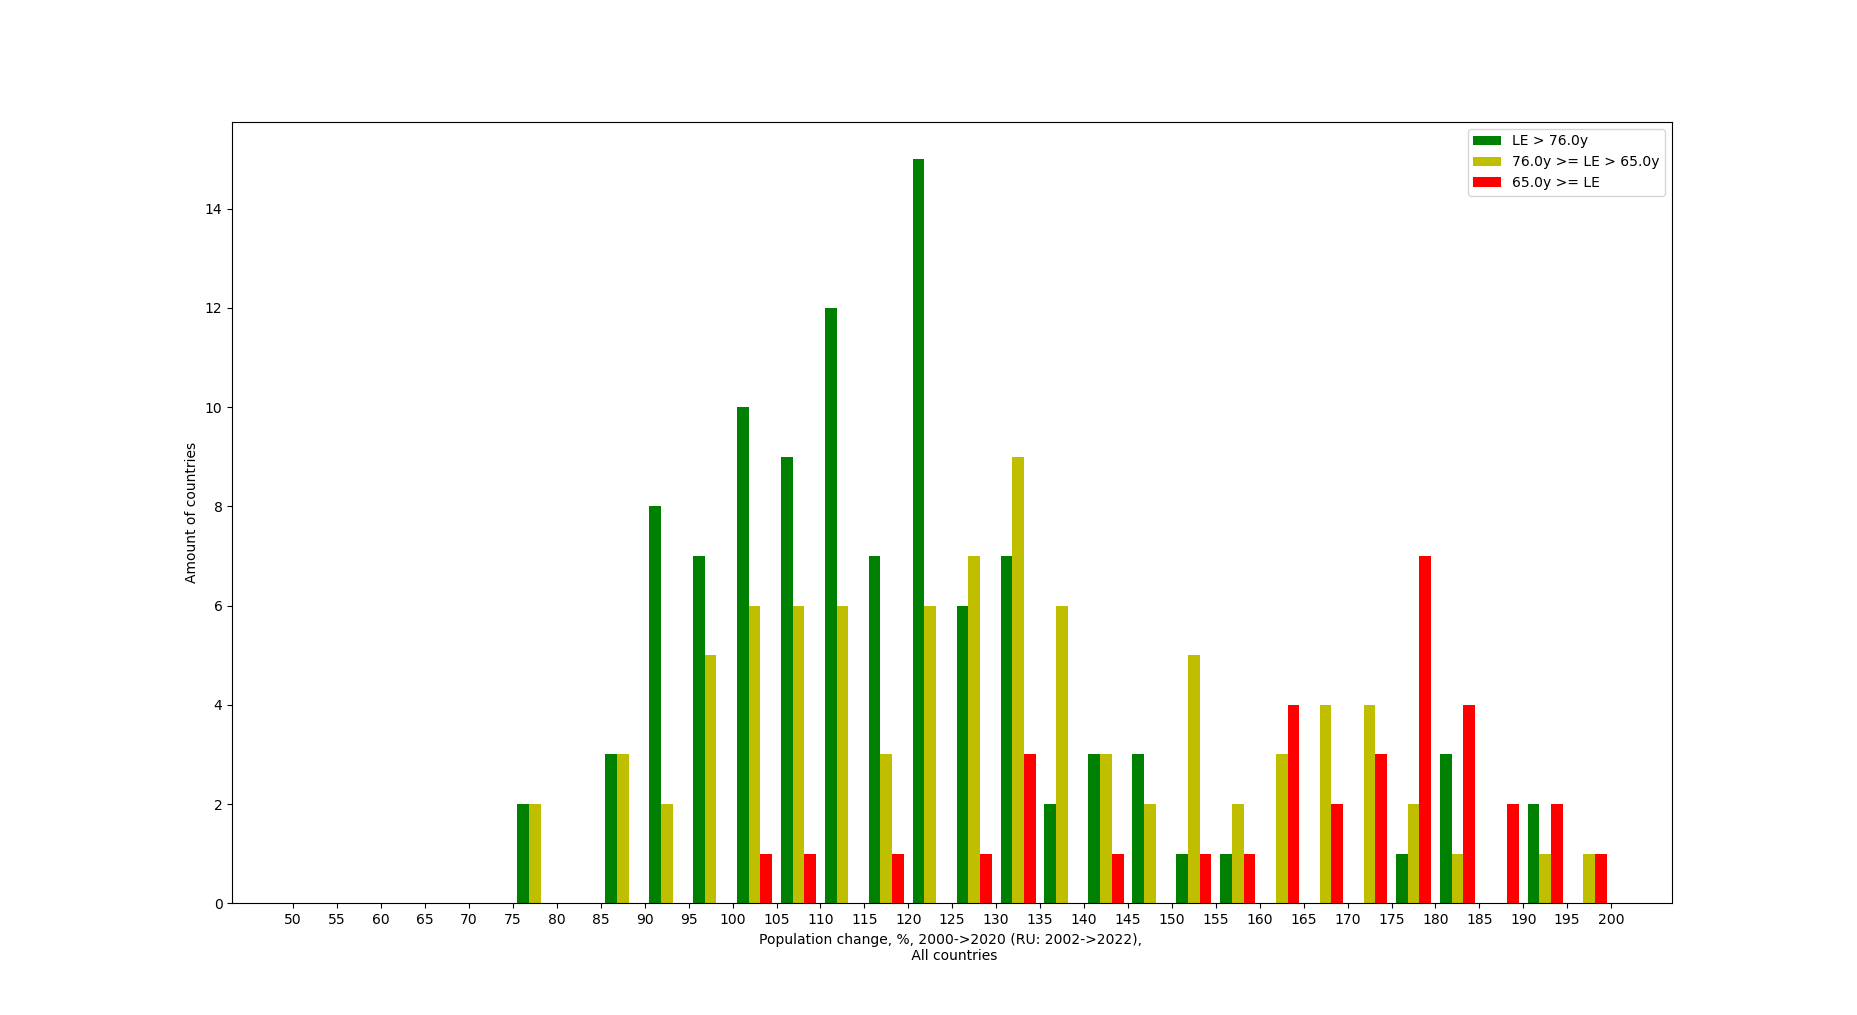 LE > 76.0y
76.0y >= LE > 65.0y
65.0y >= LE
14
12
10
8
6
4
2
0
Amount of countries
50 55 60 65 70 75 80 85 90 95 100 105 110 115 120 125 130 135 140 145 150 155 160 165 170 175 180 185 190 195 200
Population change, %, 2000->2020 (RU: 2002->2022),
All countries